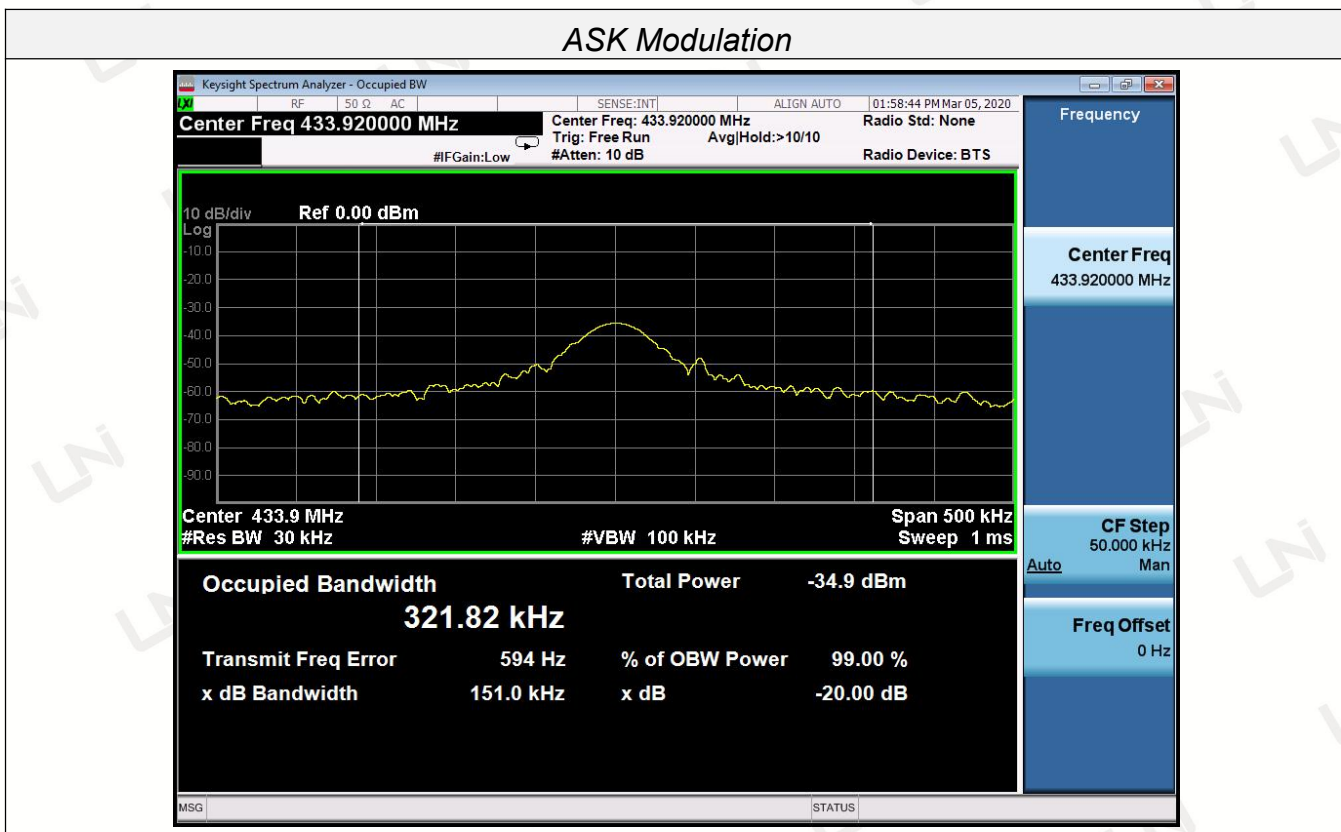 ASK Modulation
Keysight Spectrum Analyzer - Occupied BW
LXI RF 50 Ω AC SENSE:INT ALIGN AUTO 01:58:44 PM Mar 05, 2020
Center Freq 433.920000 MHz Center Freq: 433.920000 MHz Radio Std: None
Trig: Free Run Avg|Hold:>10/10
#IFGain:Low #Atten: 10 dB Radio Device: BTS
10 dB/div Ref 0.00 dBm
Log
-10.0
-20.0
-30.0
-40.0
-50.0
-60.0
-70.0
-80.0
-90.0
Center 433.9 MHz Span 500 kHz
#Res BW 30 kHz #VBW 100 kHz Sweep 1 ms
Occupied Bandwidth Total Power -34.9 dBm
321.82 kHz
Transmit Freq Error 594 Hz % of OBW Power 99.00 %
x dB Bandwidth 151.0 kHz x dB -20.00 dB
MSG STATUS
Frequency
Center Freq
433.920000 MHz
CF Step
50.000 kHz
Auto Man
Freq Offset
0 Hz
LNi
LNi
LNi
LNi
LNi